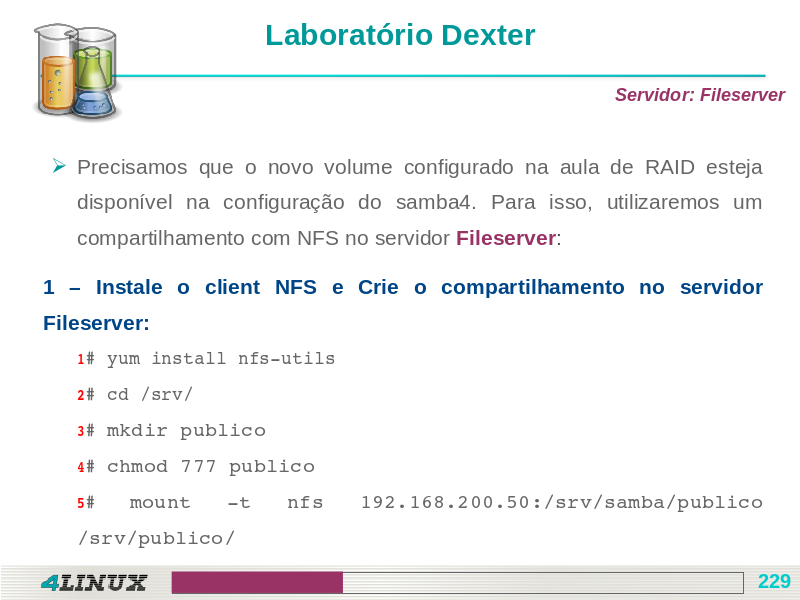 Laboratório Dexter
Servidor: Fileserver
Precisamos que o novo volume configurado na aula de RAID esteja
disponível na configuração do samba4. Para isso, utilizaremos um
compartilhamento com NFS no servidor Fileserver:
1 – Instale o client NFS e Crie o compartilhamento no servidor
Fileserver:
1# yum install nfs-utils
2# cd /srv/
3# mkdir publico
4# chmod 777 publico
5# mount -t nfs 192.168.200.50:/srv/samba/publico
/srv/publico/
4LINUX
229